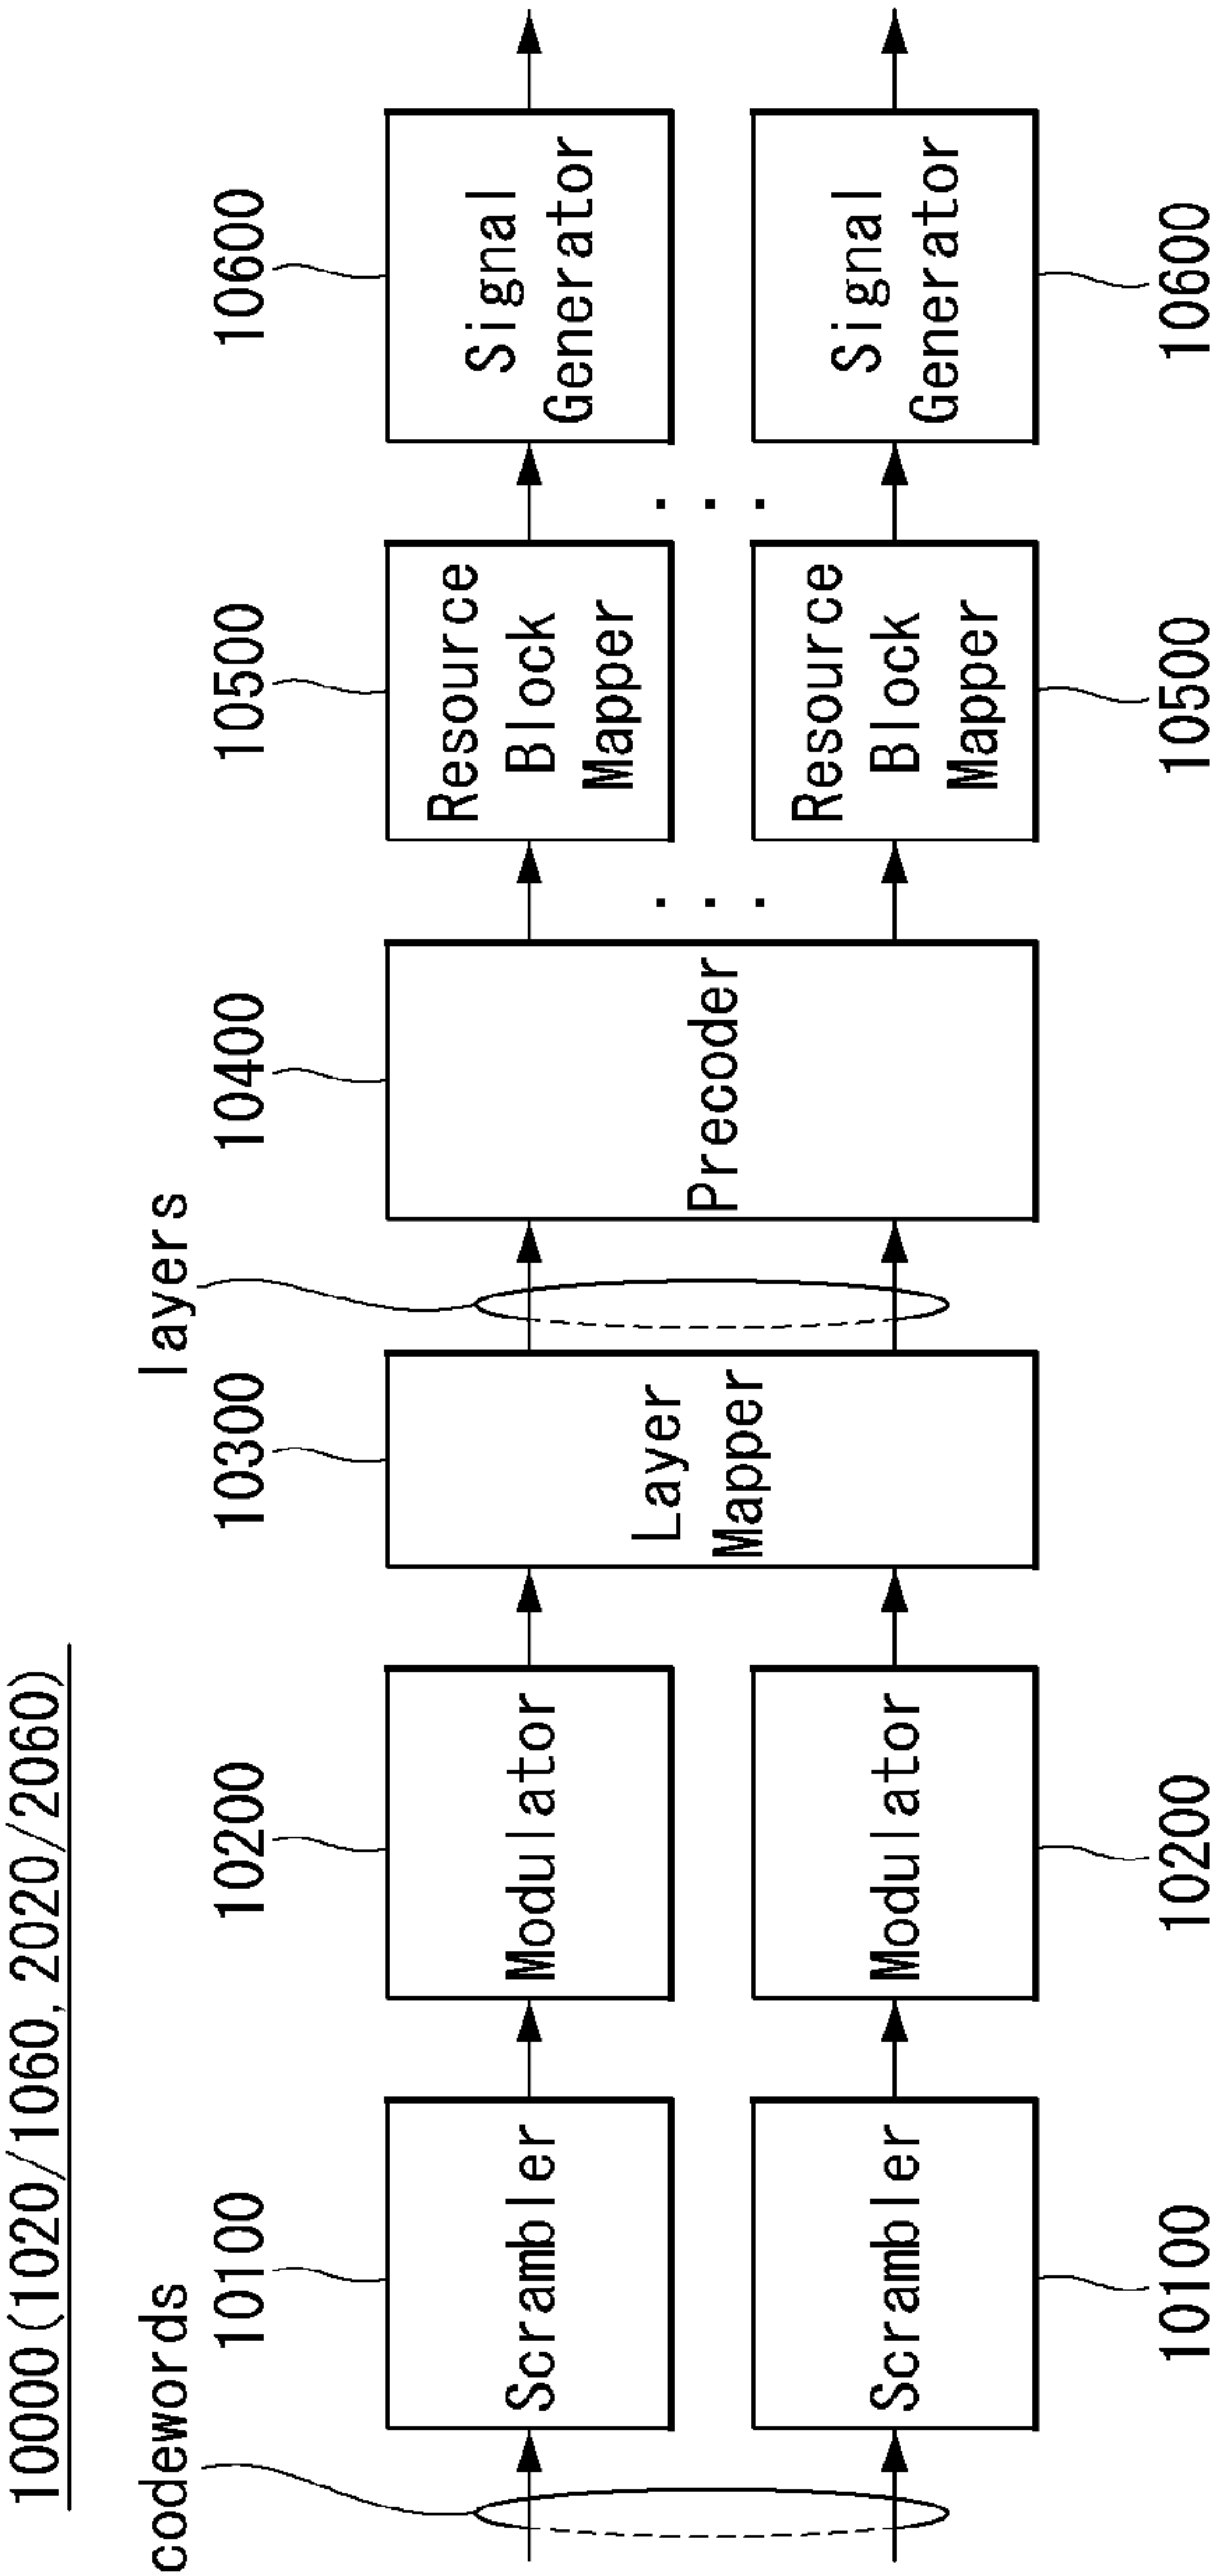 10000(1020/1060, 2020/2060)
codewords
layers
10100
10200
10300
10400
10500
10600
Scrambler
Modulator
Layer
Mapper
Precoder
Resource
Block
Mapper
Signal
Generator
. . .
. . .
Scrambler
Modulator
Resource
Block
Mapper
Signal
Generator
10100
10200
10500
10600